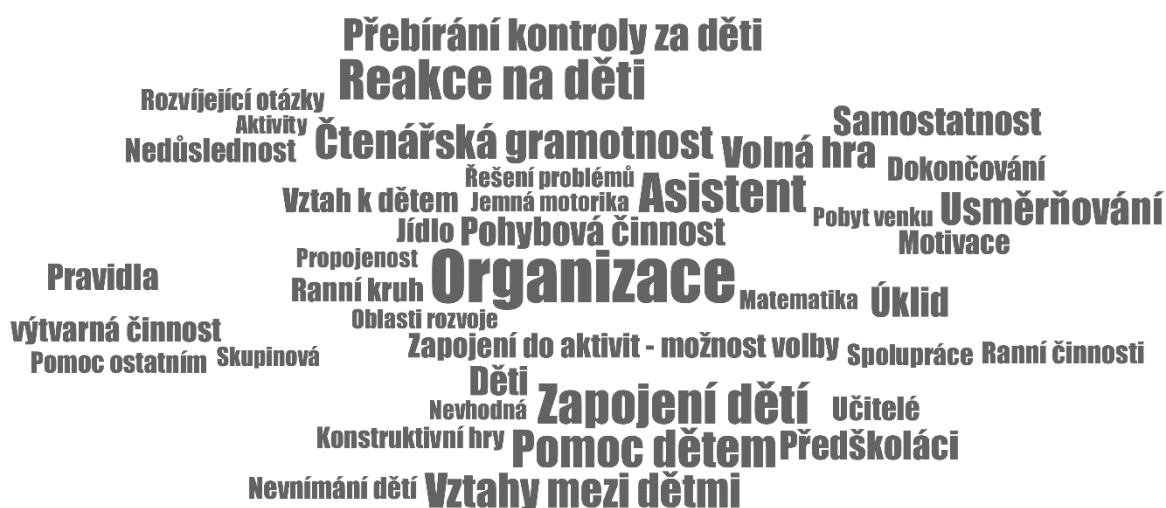 Přebírání kontroly za děti
Reakce na děti
Rozvíjející otázky
Aktivity
Samostatnost
Nedůslednost
Čtenářská gramotnost
Volná hra
Dokončování
Řešení problémů
Vztah k dětem
Jemná motorika
Asistent
Pobyt venku
Usměrňování
Jídlo
Pohybová činnost
Motivace
Propojenost
Pravidla
Organizace
Ranní kruh
Matematika
Úklid
Oblasti rozvoje
výtvarná činnost
Zapojení do aktivit - možnost volby
Spolupráce
Ranní činnosti
Pomoc ostatním
Skupinová
Děti
Nevhodná
Zapojení dětí
Učitelé
Konstruktivní hry
Pomoc dětem
Předškoláci
Nevnímání dětí
Vztahy mezi dětmi